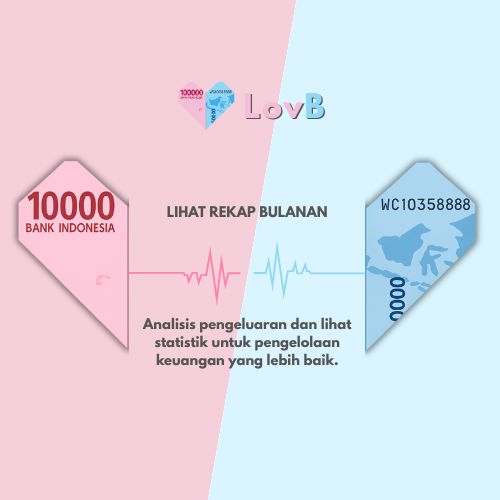 100000
WC10358888
LovB
10000
BANK INDONESIA
LIHAT REKAP BULANAN
WC10358888
0000
Analisis pengeluaran dan lihat
statistik untuk pengelolaan
keuangan yang lebih baik.